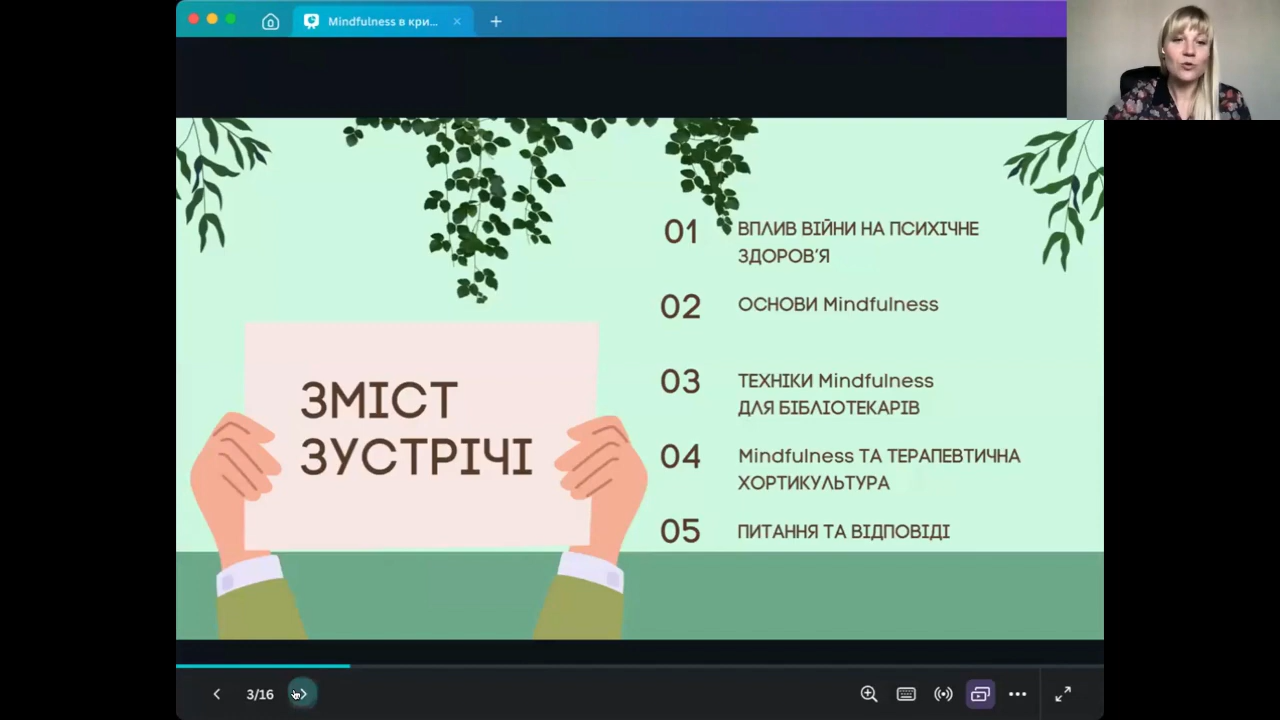 Mindfulness в кри...
ЗМІСТ
ЗУСТРІЧІ
01
ВПЛИВ ВІЙНИ НА ПСИХІЧНЕ
ЗДОРОВ'Я
02
ОСНОВИ Mindfulness
03
ТЕХНІКИ Mindfulness
ДЛЯ БІБЛІОТЕКАРІВ
04
Mindfulness ТА ТЕРАПЕВТИЧНА
ХОРТИКУЛЬТУРА
05
ПИТАННЯ ТА ВІДПОВІДІ
3/16